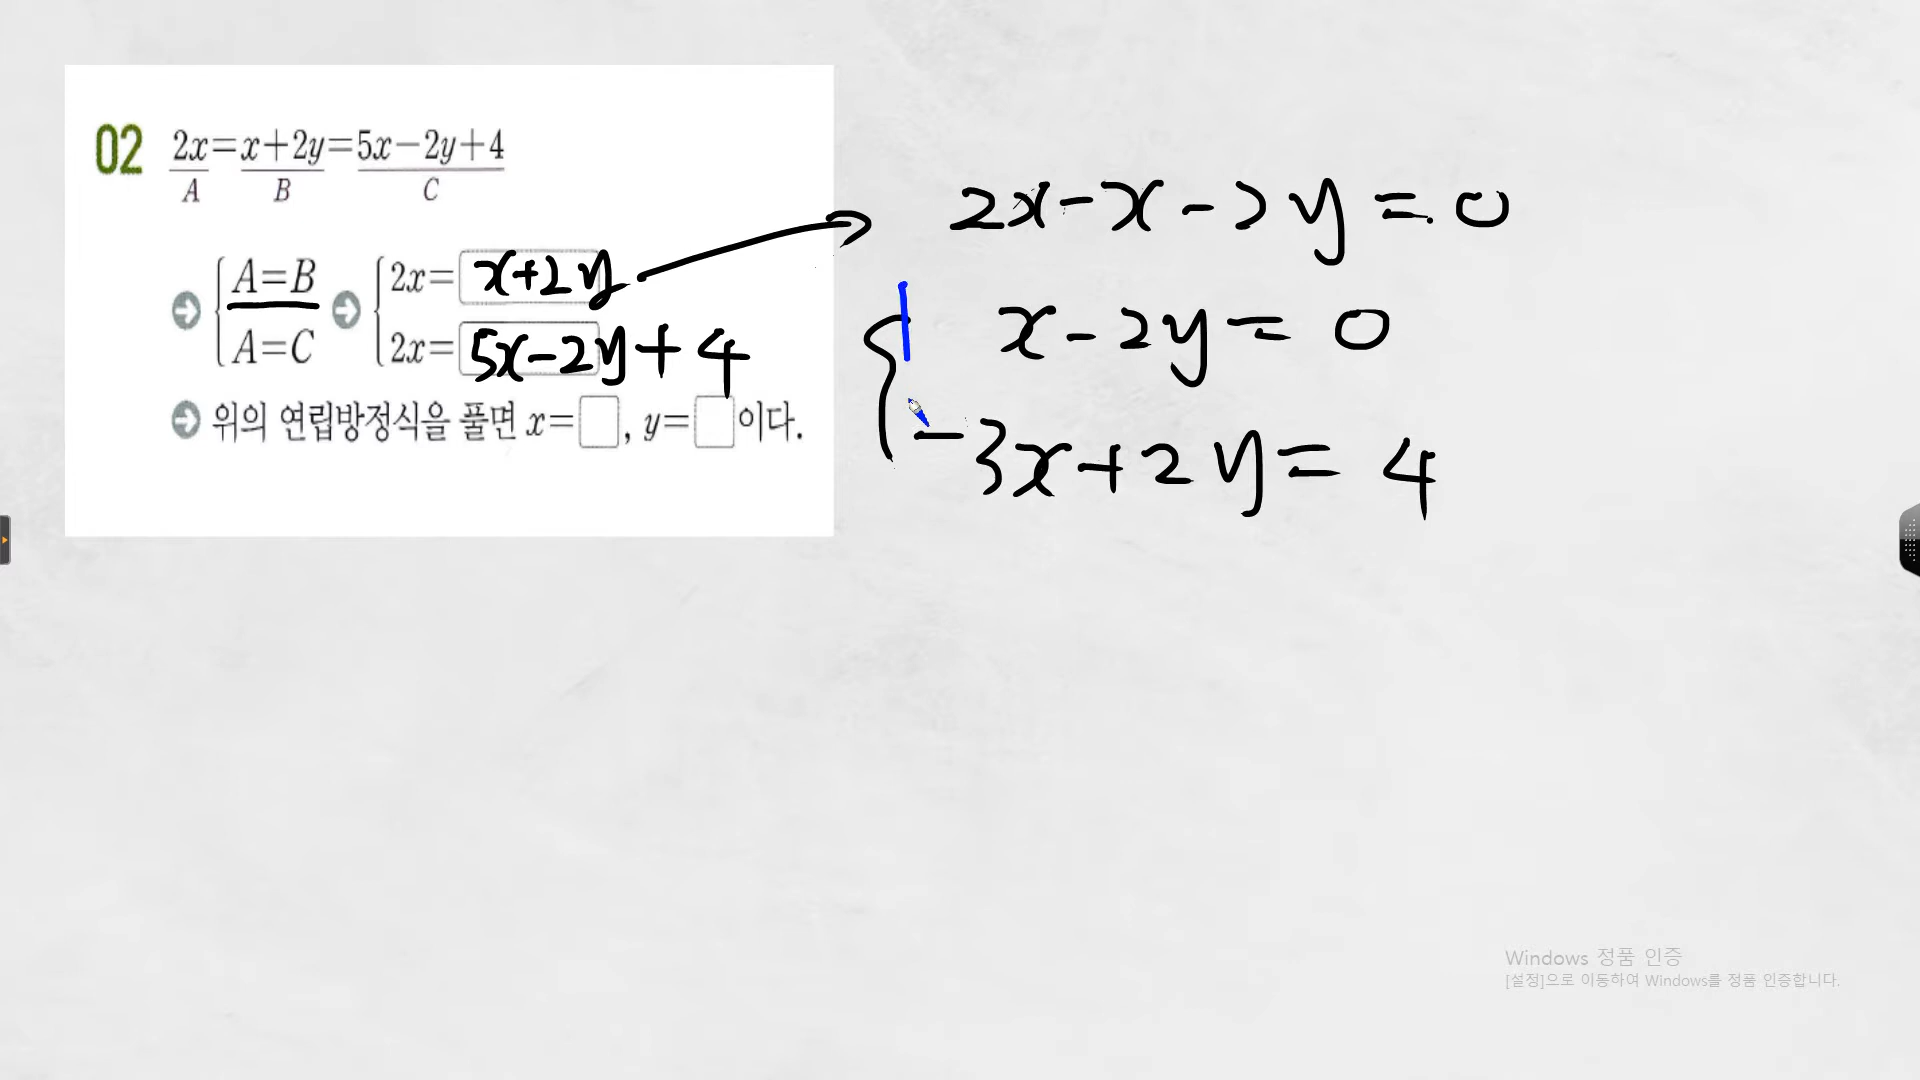 02 2x=x+2y=5x-2y+4
A B C
A=B 2x= x+2y
A=C 2x= 5x-2y+4
위의 연립방정식을 풀면 x=□, y=□이다.
2x-x-2y=0
x-2y=0
-3x+2y=4
Windows 정품 인증
[설정]으로 이동하여 Windows를 정품 인증합니다.